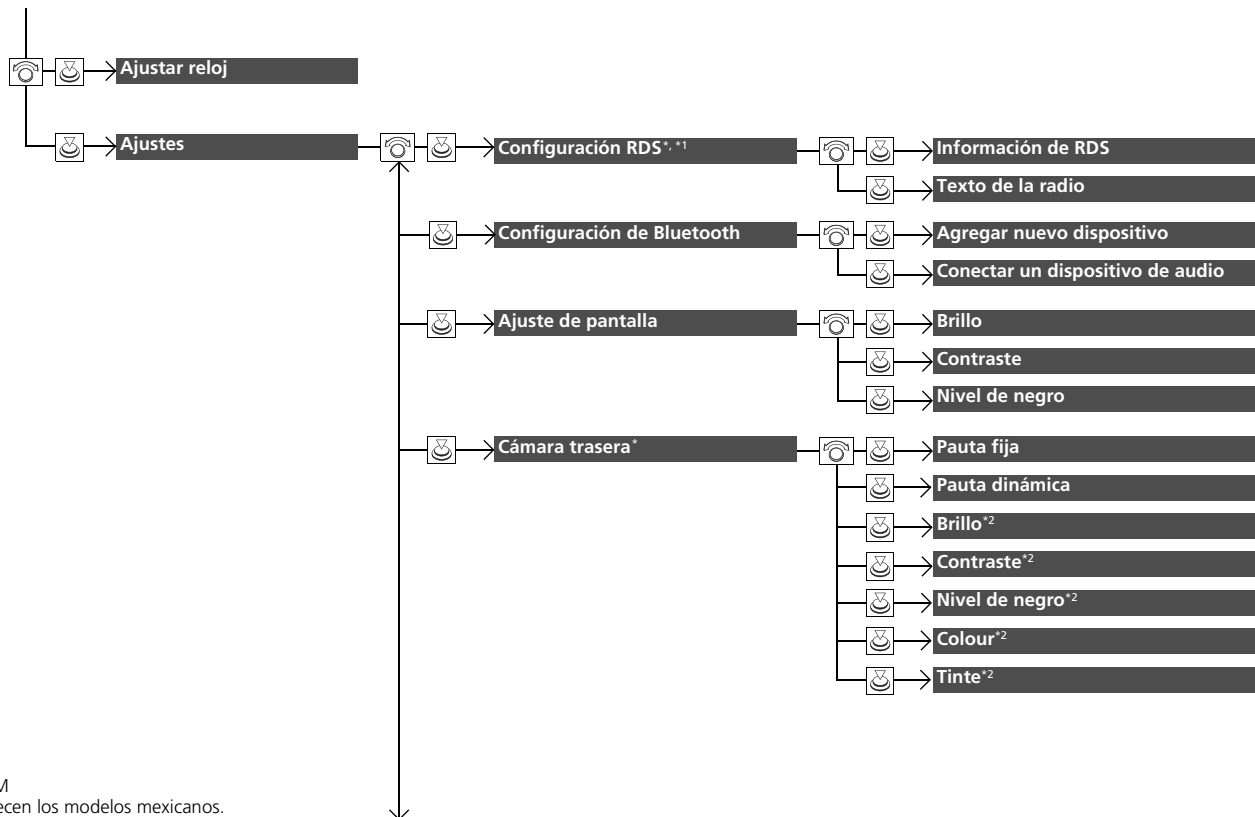 Ajustar reloj
Ajustes
Configuración RDS*, *1
Información de RDS
Texto de la radio
Configuración de Bluetooth
Agregar nuevo dispositivo
Conectar un dispositivo de audio
Ajuste de pantalla
Brillo
Contraste
Nivel de negro
Cámara trasera*
Pauta fija
Pauta dinámica
Brillo*2
Contraste*2
Nivel de negro*2
Colour*2
Tinte*2
los modelos mexicanos.